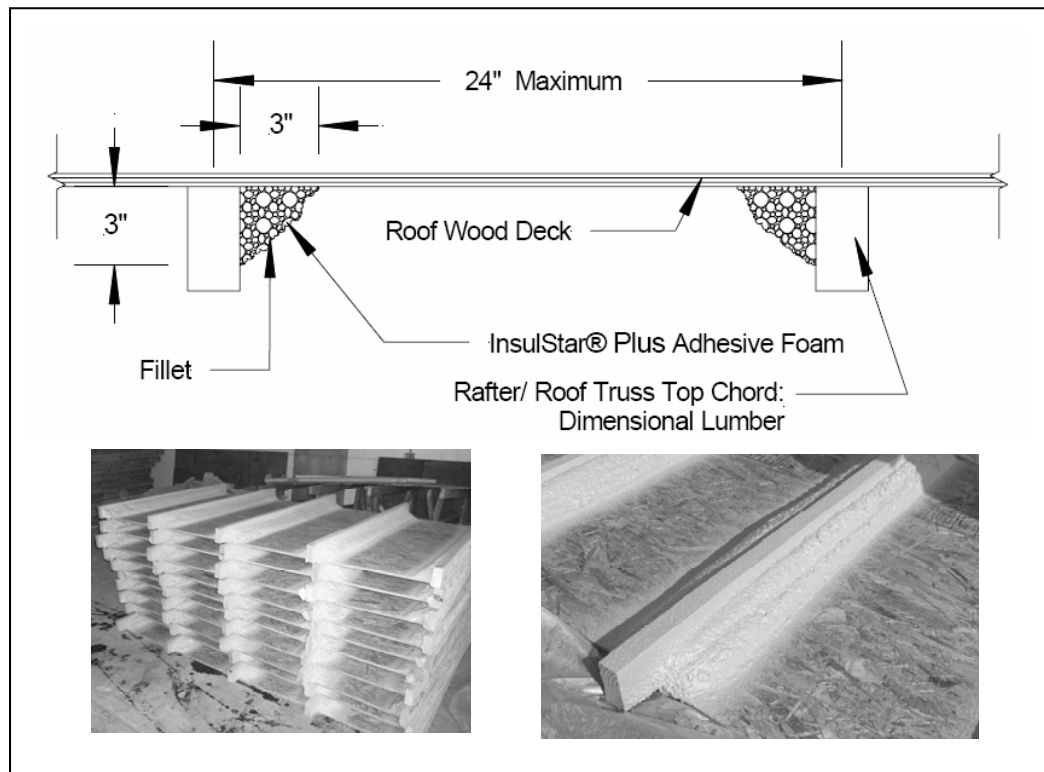 24" Maximum
3"
3"
Roof Wood Deck
InsulStar® Plus Adhesive Foam
Fillet
Rafter/ Roof Truss Top Chord:
Dimensional Lumber